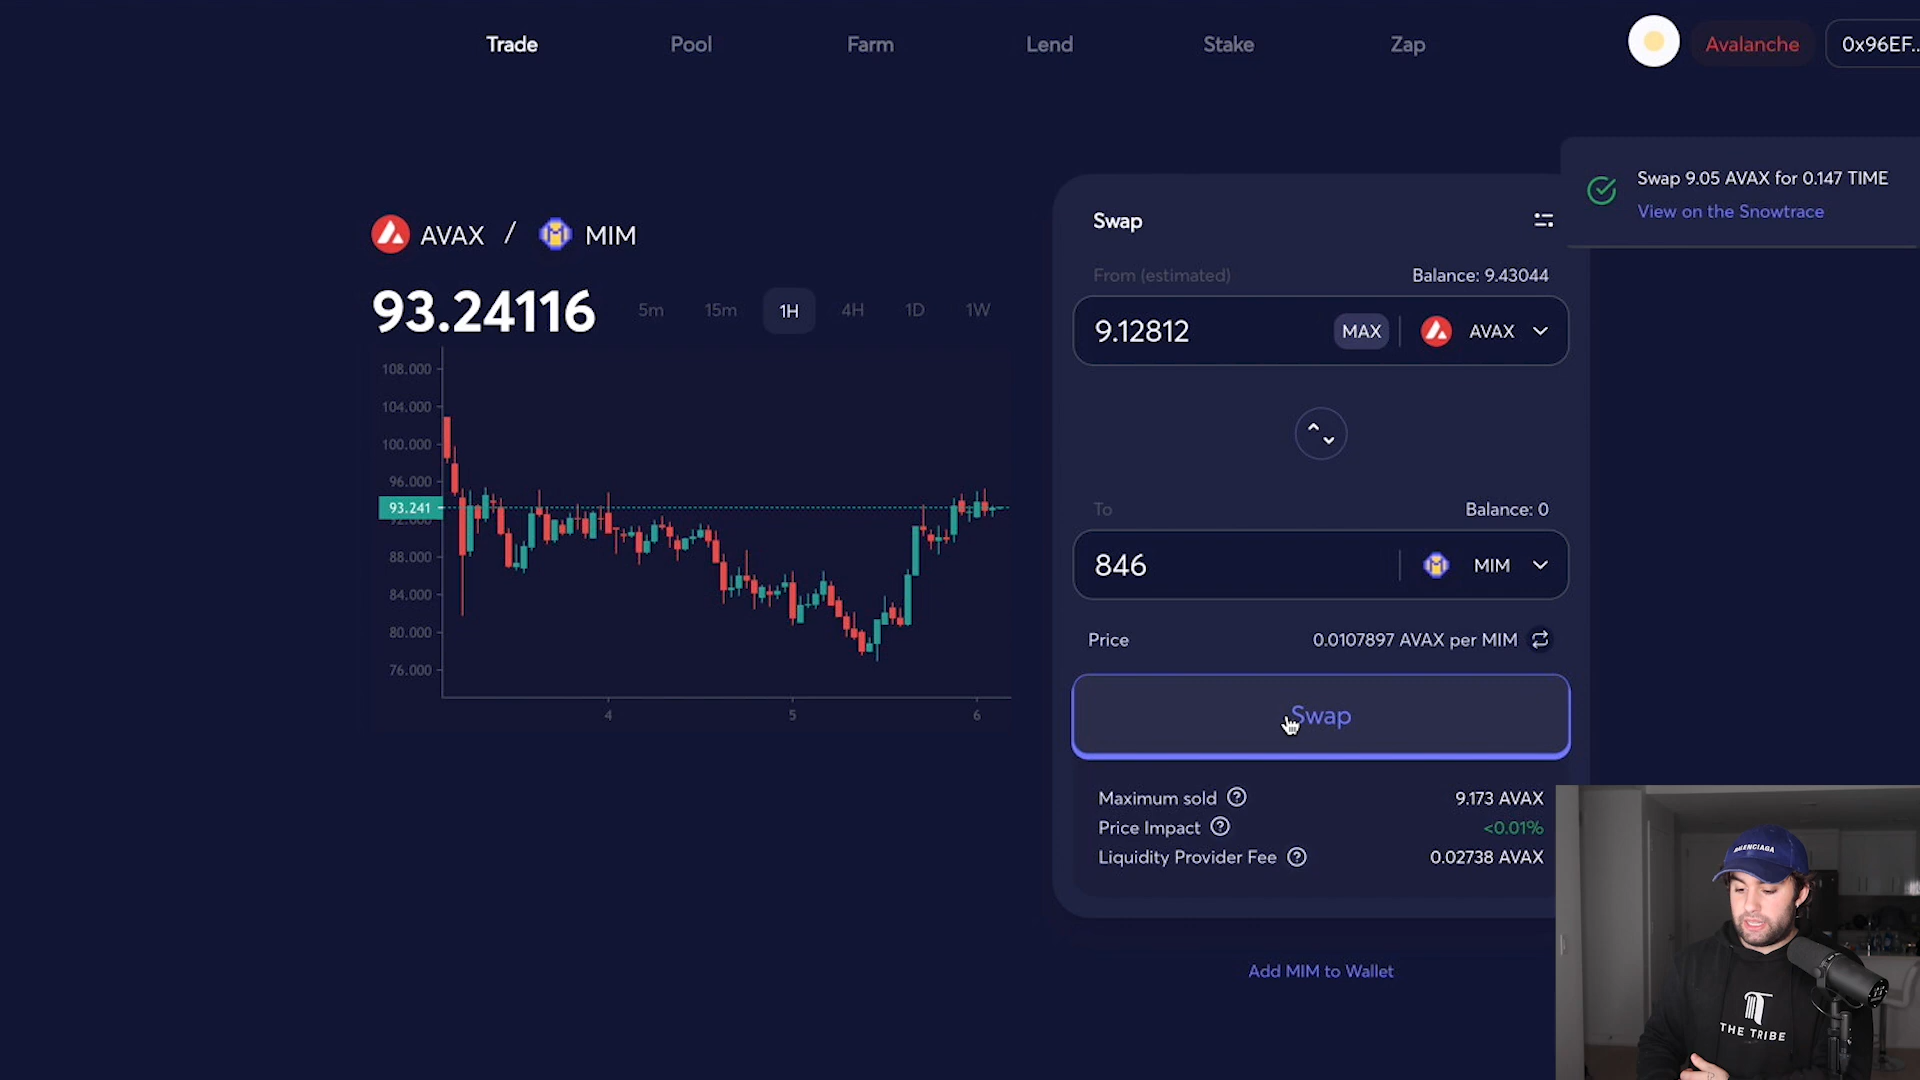 Trade
Pool
Farm
Lend
Stake
Zap
Avalanche
0x96EF..
Swap 9.05 AVAX for 0.147 TIME
View on the Snowtrace
AVAX / MIM
93.24116
5m
15m
1H
4H
1D
1W
108.000
104.000
100.000
96.000
93.241
92.000
88.000
84.000
80.000
76.000
4
5
6
Swap
From (estimated)
Balance: 9.43044
9.12812
MAX
AVAX
To
Balance: 0
846
MIM
Price
0.0107897 AVAX per MIM
Swap
Maximum sold
9.173 AVAX
Price Impact
<0.01%
Liquidity Provider Fee
0.02738 AVAX
Add MIM to Wallet
BALENCIAGA
THE TRIBE